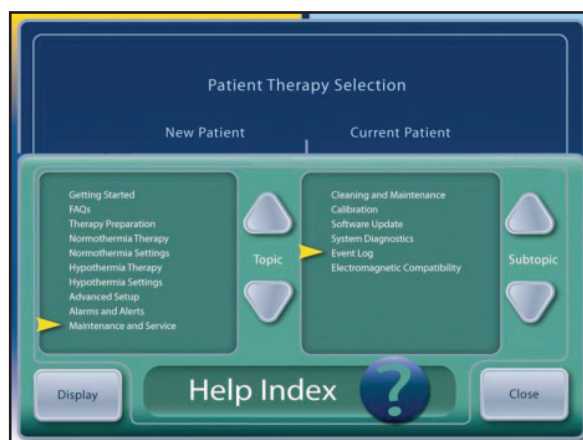 Patient Therapy Selection
New Patient
Current Patient
Getting Started
FAQs
Therapy Preparation
Normothermia Therapy
Normothermia Settings
Hypothermia Therapy
Hypothermia Settings
Advanced Setup
Alarms and Alerts
Maintenance and Service
Topic
Cleaning and Maintenance
Calibration
Software Update
System Diagnostics
Event Log
Electromagnetic Compatibility
Subtopic
Display
Help Index
?
Close